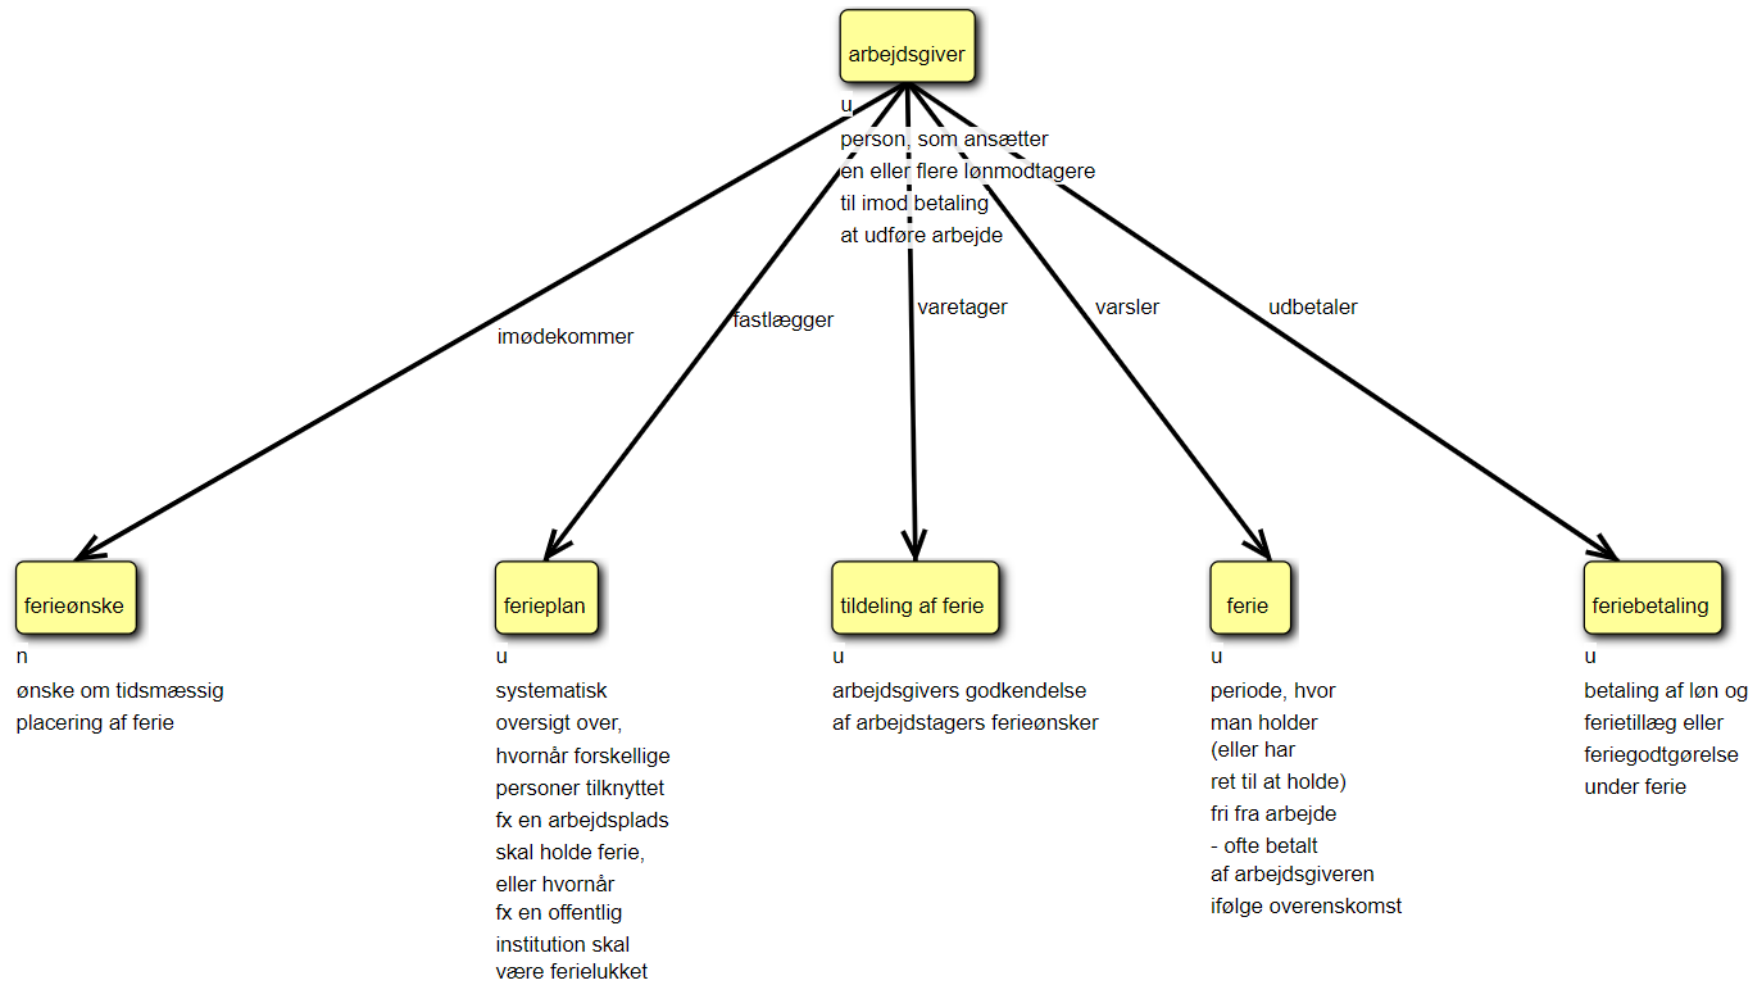 arbejdsgiver
u
person, som ansætter
en eller flere lønmodtagere
til imod betaling
at udføre arbejde
imødekommer
fastlægger
varetager
varsler
udbetaler
ferieønske
n
ønske om tidsmæssig
placering af ferie
ferieplan
u
systematisk
oversigt over,
hvornår forskellige
personer tilknyttet
fx en arbejdsplads
skal holde ferie,
eller hvornår
fx en offentlig
institution skal
være ferielukket
tildeling af ferie
u
arbejdsgivers godkendelse
af arbejdstagers ferieønsker
ferie
u
periode, hvor
man holder
(eller har
ret til at holde)
fri fra arbejde
- ofte betalt
af arbejdsgiveren
ifølge overenskomst
feriebetaling
u
betaling af løn og
ferietillæg eller
feriegodtgørelse
under ferie